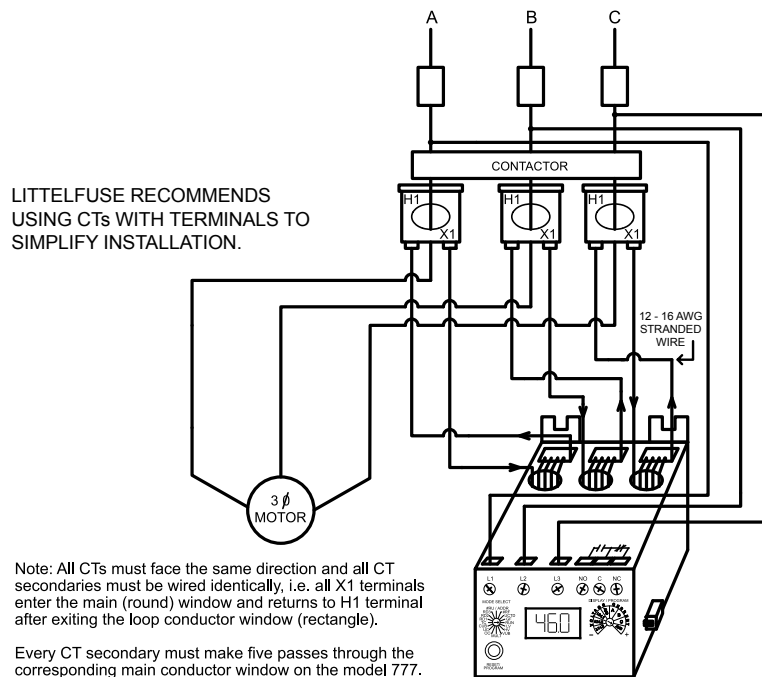 A
B
C
CONTACTOR
LITTELFUSE RECOMMENDS
USING CTs WITH TERMINALS TO
SIMPLIFY INSTALLATION.
H1
X1
H1
X1
H1
X1
12 - 16 AWG
STRANDED
WIRE
3 ø
MOTOR
Note: All CTs must face the same direction and all CT
secondaries must be wired identically, i.e. all X1 terminals
enter the main (round) window and returns to H1 terminal
after exiting the loop conductor window (rectangle).
Every CT secondary must make five passes through the
corresponding main conductor window on the model 777.
L1
L2
L3
NO
C
NC
MODE SELECT
DISPLAY / PROGRAM
460
RESET/
PROGRAM